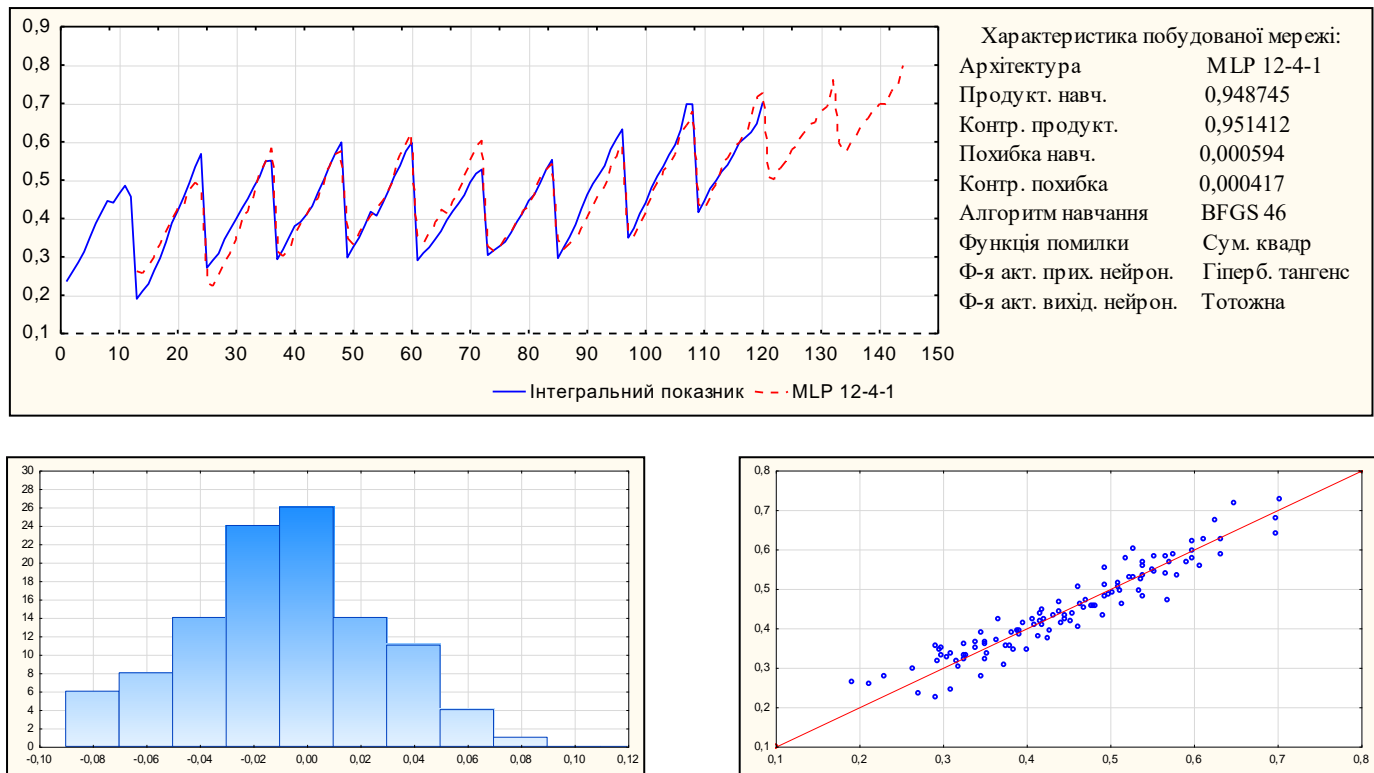 0,9
0,8
0,7
0,6
0,5
0,4
0,3
0,2
0,1
0 10 20 30 40 50 60 70 80 90 100 110 120 130 140 150
Інтегральний показник MLP 12-4-1
Характеристика побудованої мережі:
Архітектура MLP 12-4-1
Продукт. навч. 0,948745
Контр. продукт. 0,951412
Похибка навч. 0,000594
Контр. похибка 0,000417
Алгоритм навчання BFGS 46
Функція помилки Сум. квадр
Ф-я акт. прих. нейрон. Гіперб. тангенс
Ф-я акт. вихід. нейрон. Тотожна
30
28
26
24
22
20
18
16
14
12
10
8
6
4
2
0
-0,10 -0,08 -0,06 -0,04 -0,02 0,00 0,02 0,04 0,06 0,08 0,10 0,12
0,8
0,7
0,6
0,5
0,4
0,3
0,2
0,1
0,1 0,2 0,3 0,4 0,5 0,6 0,7 0,8